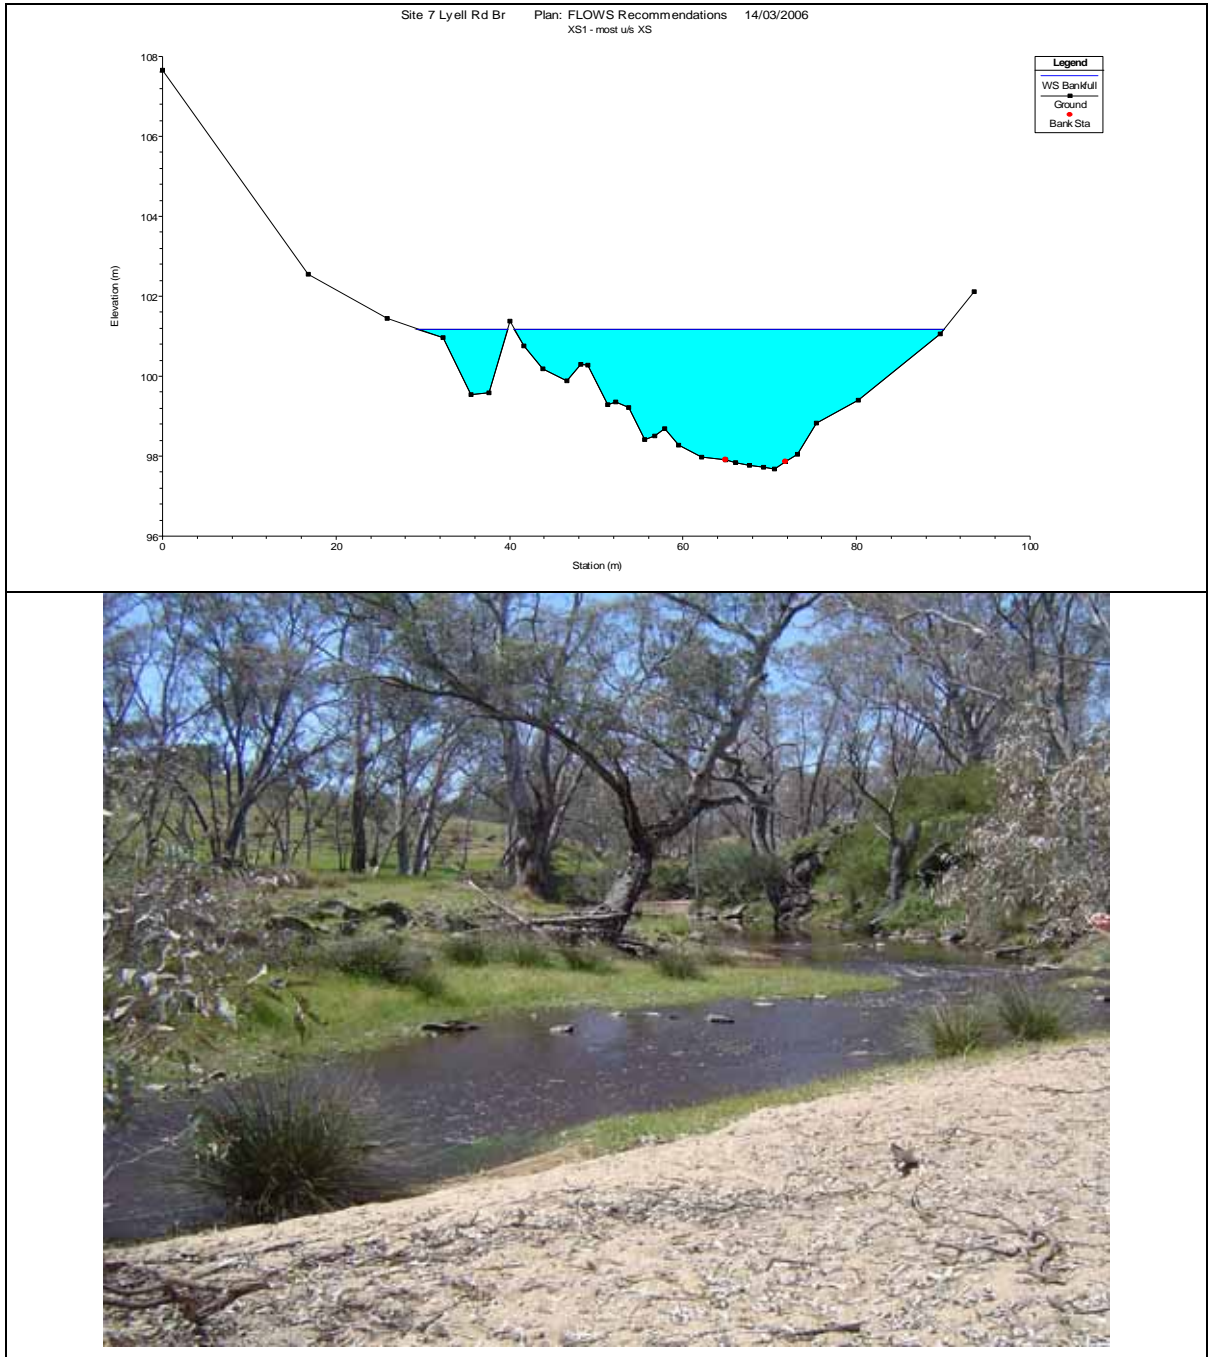 Site 7 Lyell Rd Br Plan: FLOWS Recommendations 14/03/2006
XS1 - most u/s XS
108
106
104
102
100
98
96
0
20
40
60
80
100
Station (m)
Elevation (m)
Legend
WS Bankfull
Ground
Bank Sta